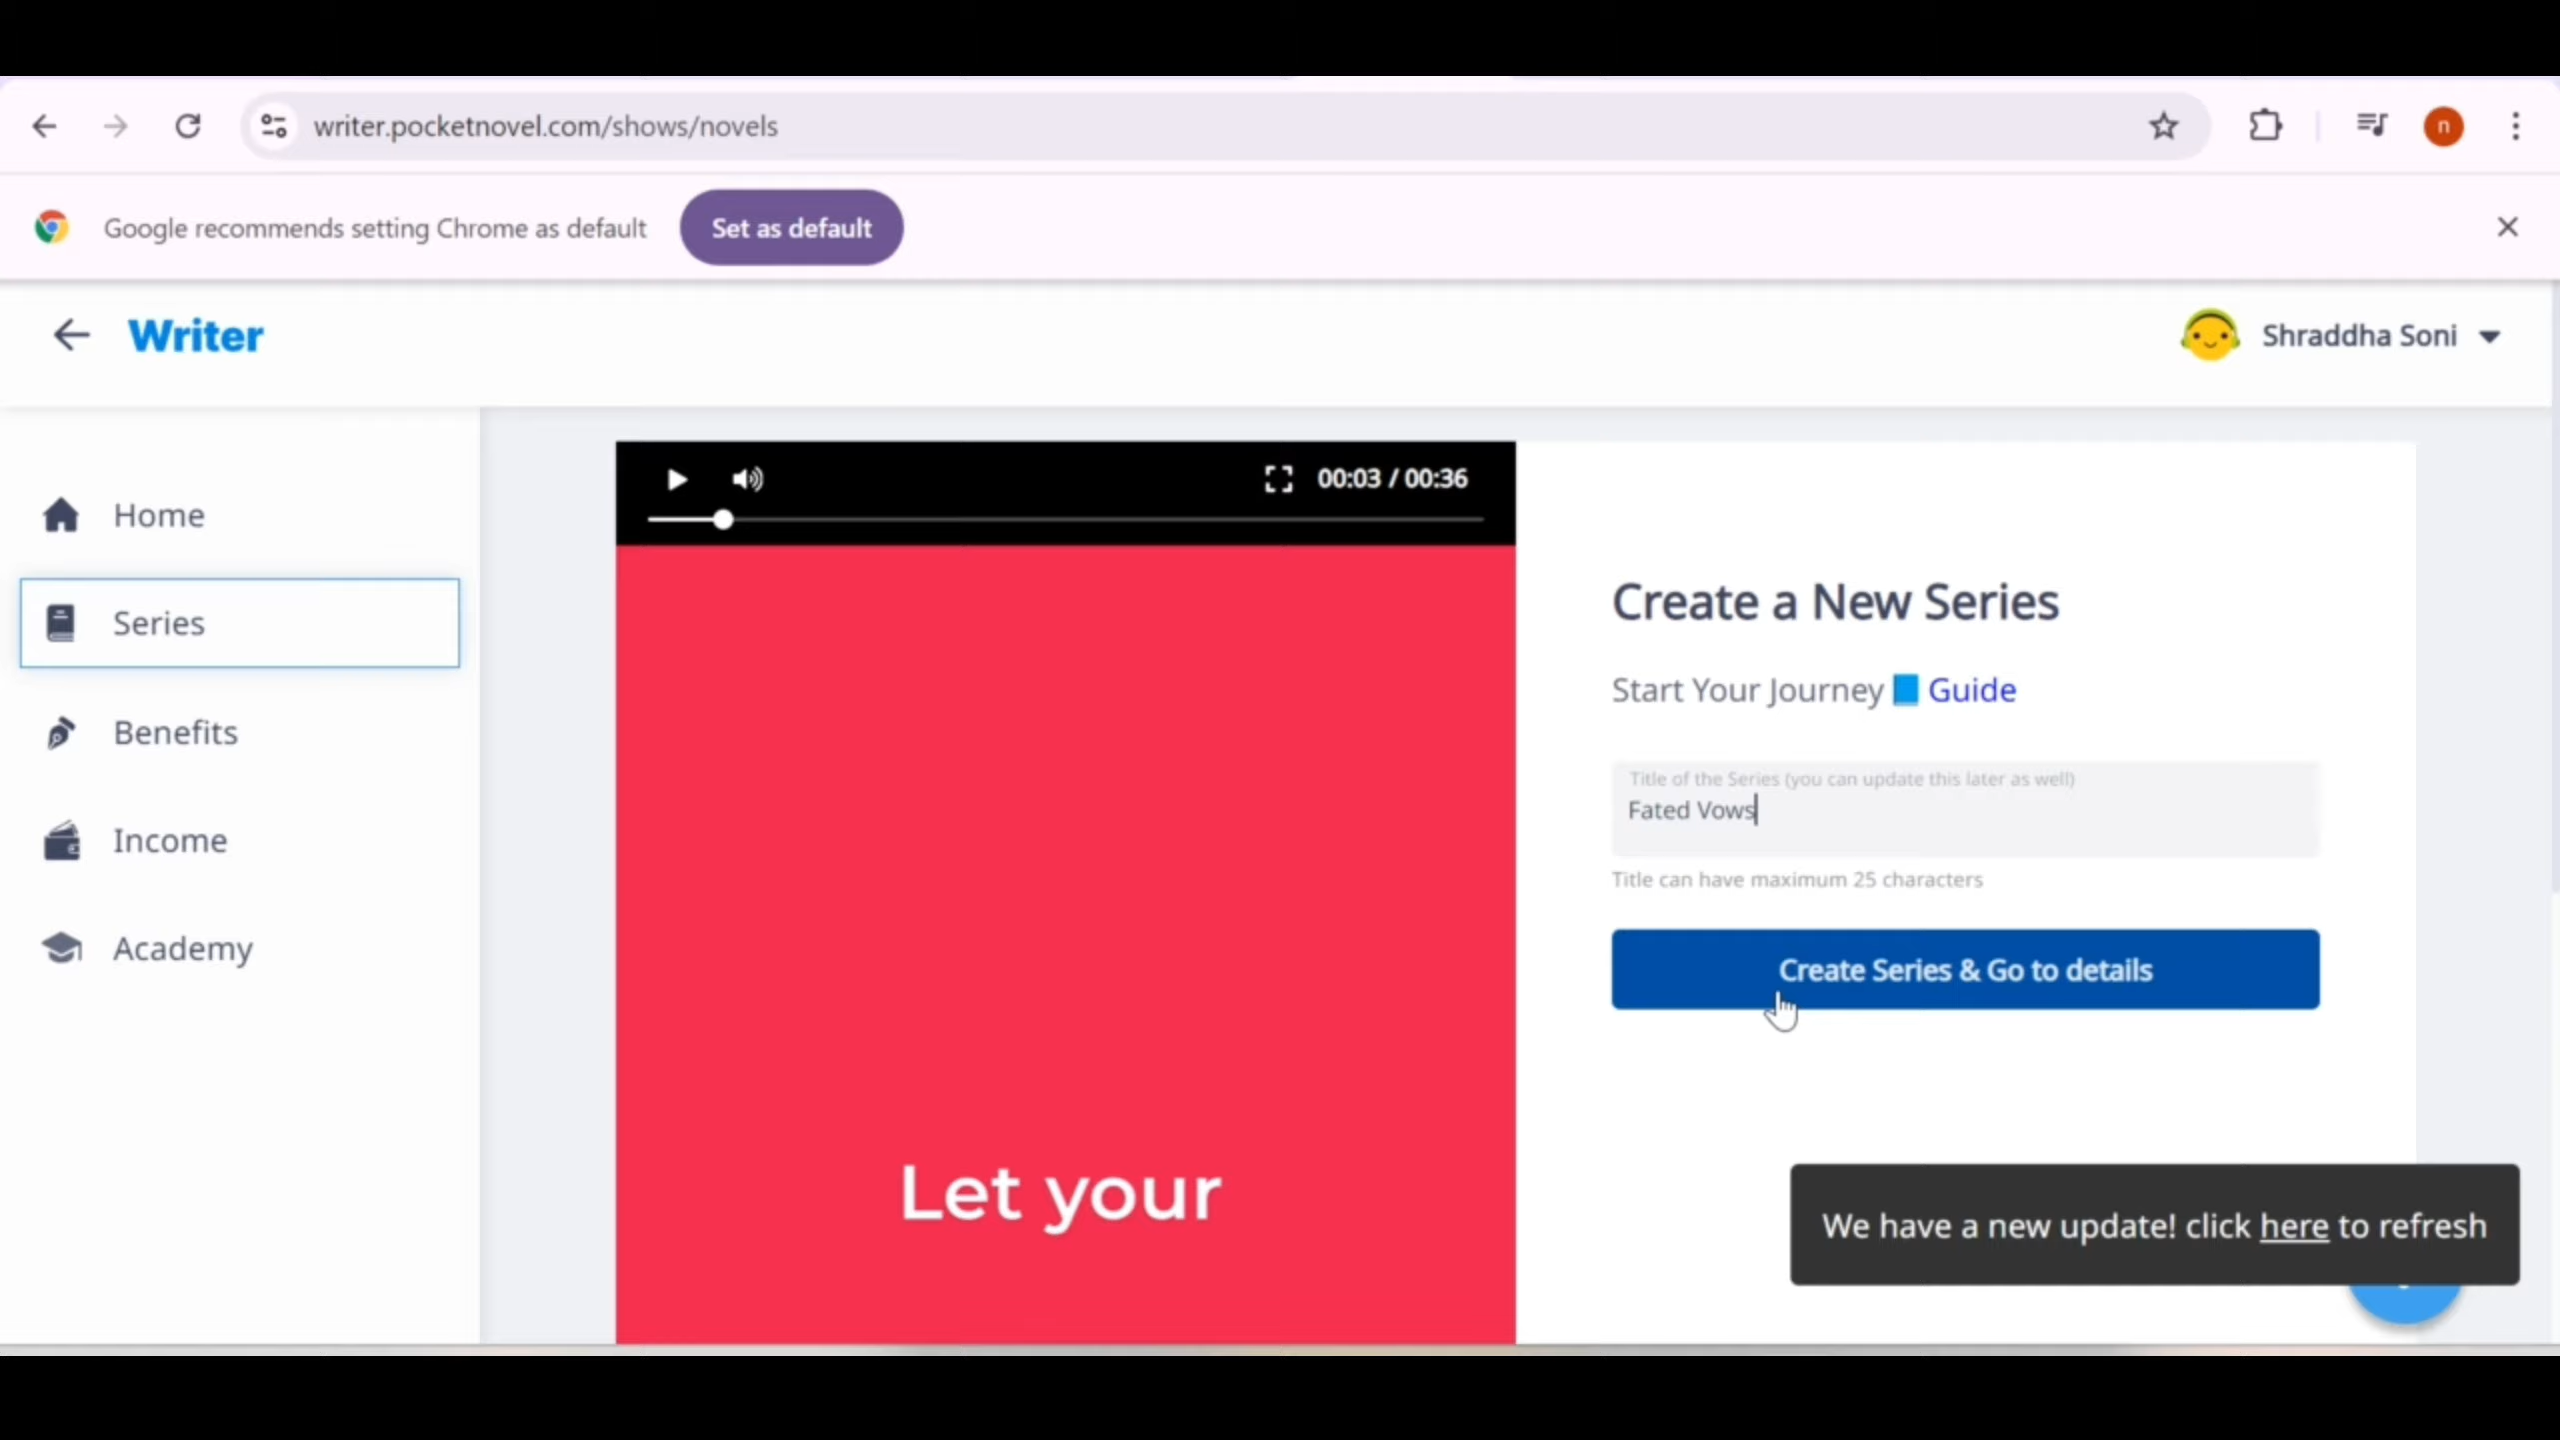 writer.pocketnovel.com/shows/novels
n
Google recommends setting Chrome as default
Set as default
Writer
Shraddha Soni
Home
Series
Benefits
Income
Academy
00:03 / 00:36
Let your
Create a New Series
Start Your Journey 📘 Guide
Title of the Series (you can update this later as well)
Fated Vows
Title can have maximum 25 characters
Create Series & Go to details
We have a new update! click here to refresh